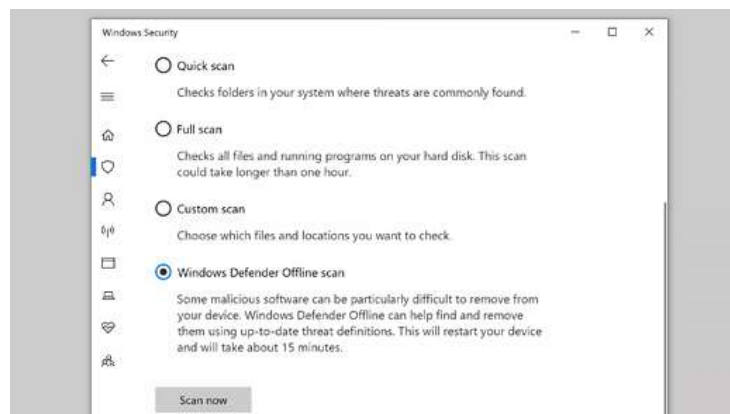 Windows Security
Quick scan
Checks folders in your system where threats are commonly found.
Full scan
Checks all files and running programs on your hard disk. This scan
could take longer than one hour.
Custom scan
Choose which files and locations you want to check.
Windows Defender Offline scan
Some malicious software can be particularly difficult to remove from
your device. Windows Defender Offline can help find and remove
them using up-to-date threat definitions. This will restart your device
and will take about 15 minutes.
Scan now